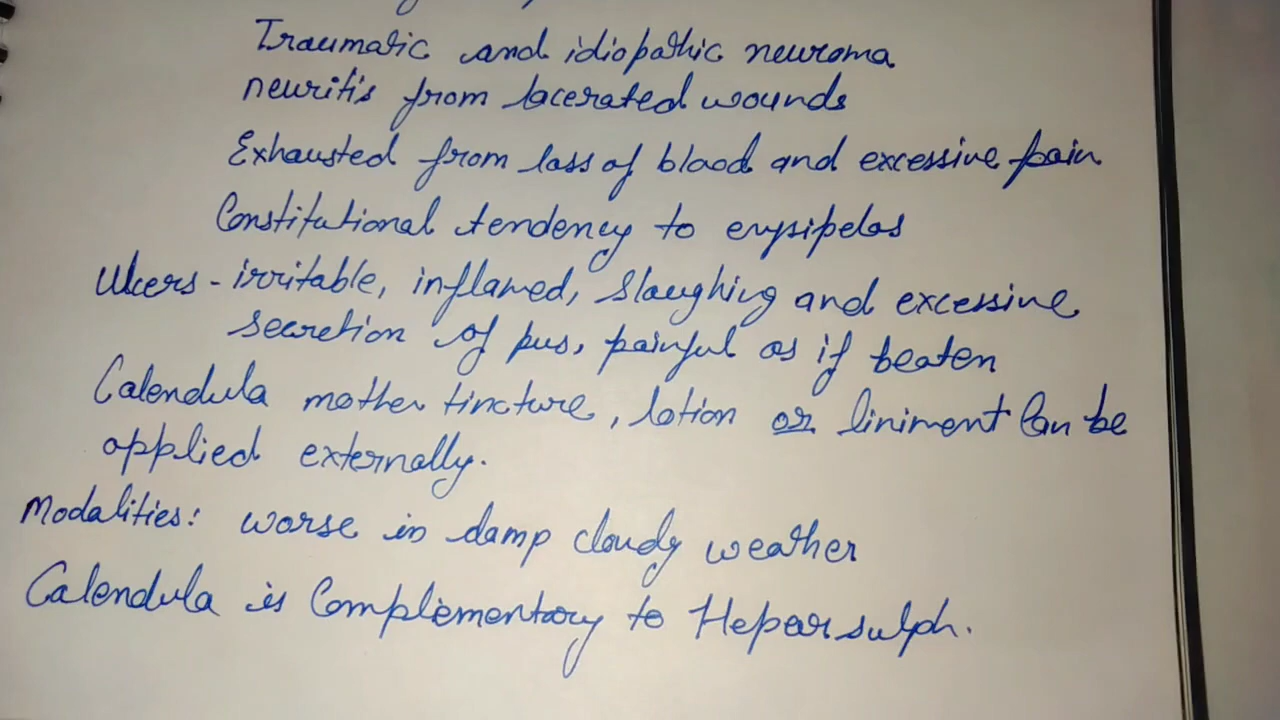 Traumatic and idiopathic neuroma
neuritis from lacerated wounds
Exhausted from loss of blood and excessive pain
Constitutional tendency to erysipelas
Ulcers - irritable, inflamed, sloughing and excessive
secretion of pus, painful as if beaten
Calendula mother tincture, lotion or liniment can be
applied externally.
Modalities: worse in damp cloudy weather
Calendula is Complementary to Hepar sulph.